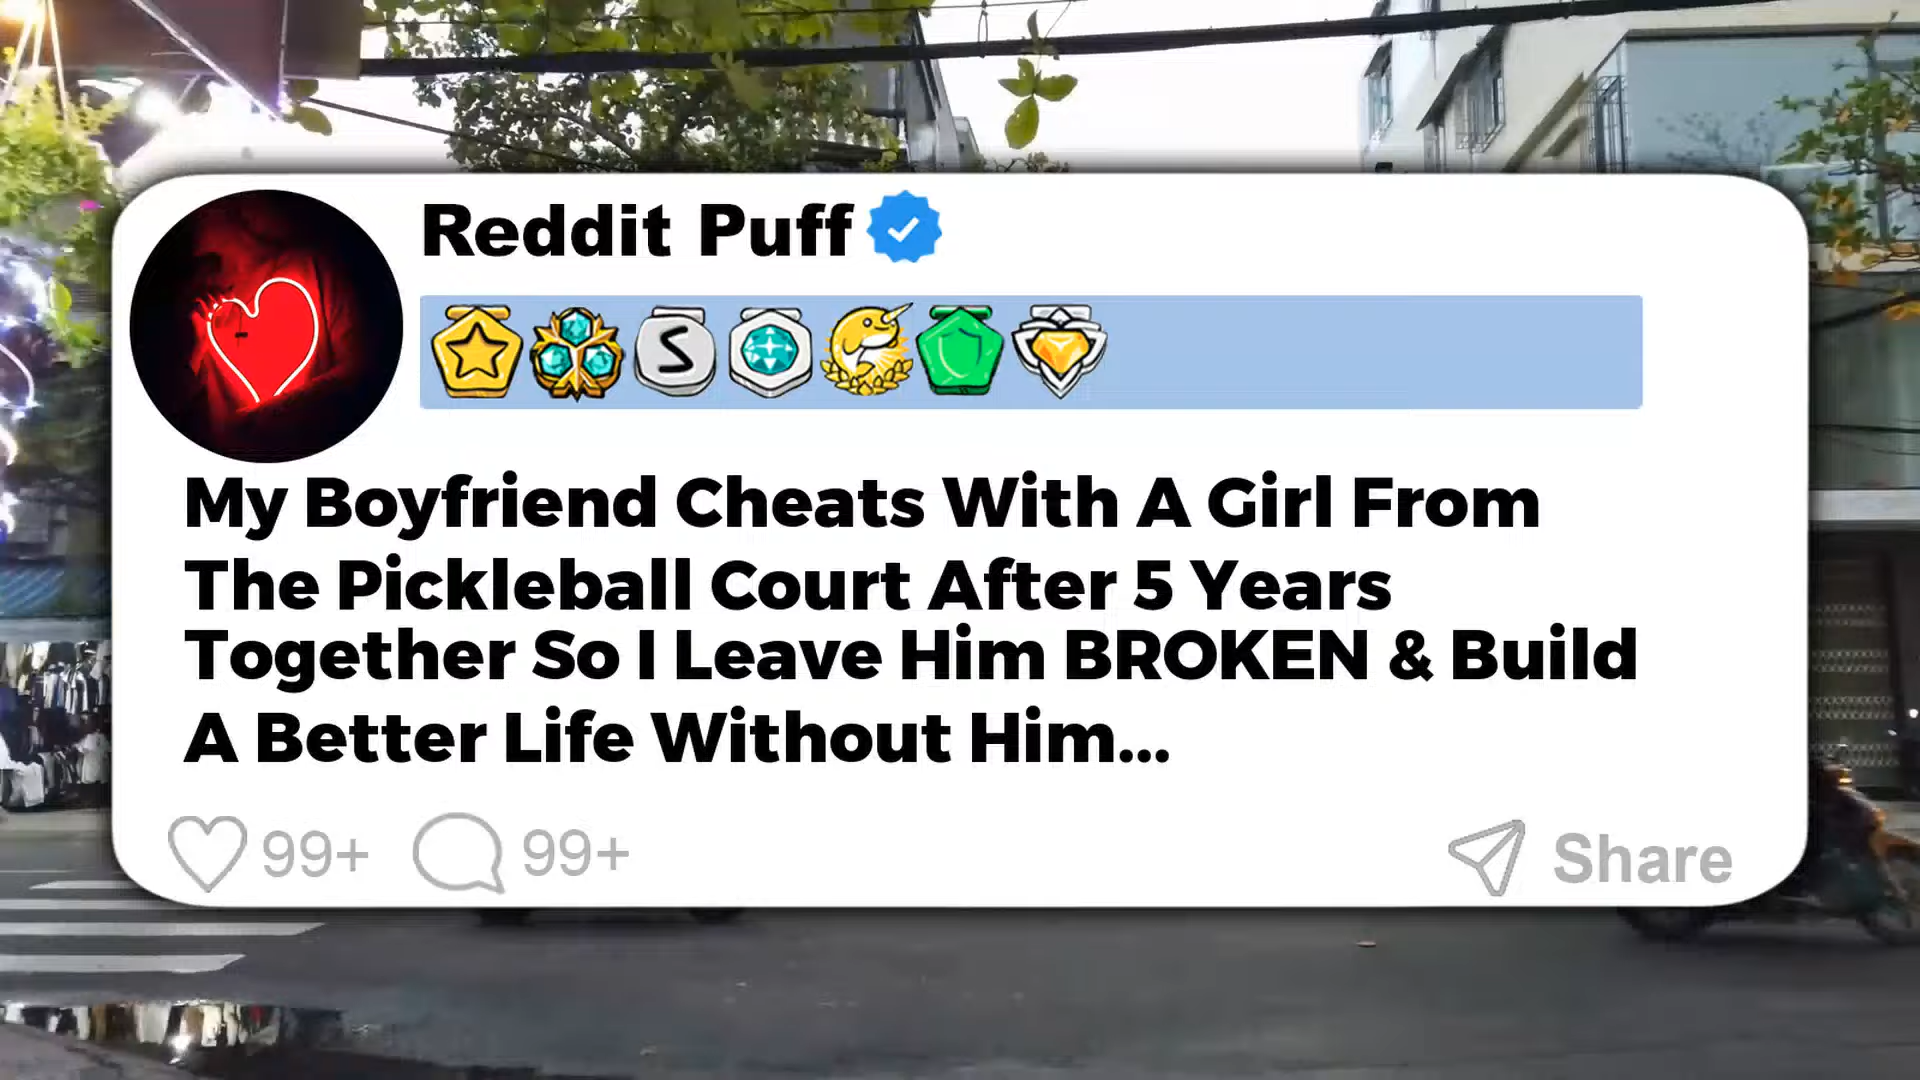 Reddit Puff
S
My Boyfriend Cheats With A Girl From
The Pickleball Court After 5 Years
Together So I Leave Him BROKEN & Build
A Better Life Without Him...
99+ 99+ Share